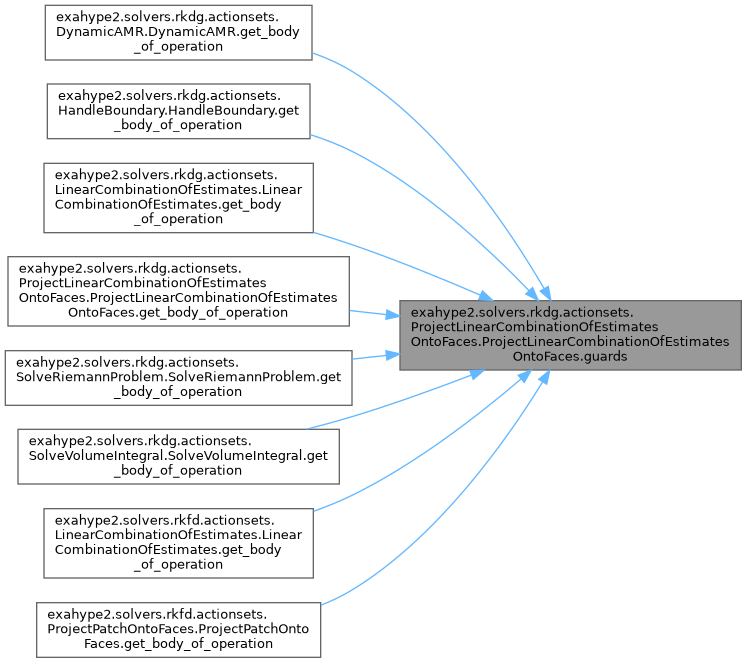 exahype2.solvers.rkdg.actionsets.
DynamicAMR.DynamicAMR.get_body
_of_operation
exahype2.solvers.rkdg.actionsets.
HandleBoundary.HandleBoundary.get
_body_of_operation
exahype2.solvers.rkdg.actionsets.
LinearCombinationOfEstimates.Linear
CombinationOfEstimates.get_body
_of_operation
exahype2.solvers.rkdg.actionsets.
ProjectLinearCombinationOfEstimates
OntoFaces.ProjectLinearCombinationOfEstimates
OntoFaces.get_body_of_operation
exahype2.solvers.rkdg.actionsets.
SolveRiemannProblem.SolveRiemannProblem.get
_body_of_operation
exahype2.solvers.rkdg.actionsets.
SolveVolumeIntegral.SolveVolumeIntegral.get
_body_of_operation
exahype2.solvers.rkfd.actionsets.
LinearCombinationOfEstimates.Linear
CombinationOfEstimates.get_body
_of_operation
exahype2.solvers.rkfd.actionsets.
ProjectPatchOntoFaces.ProjectPatchOnto
Faces.get_body_of_operation
exahype2.solvers.rkdg.actionsets.
ProjectLinearCombinationOfEstimates
OntoFaces.ProjectLinearCombinationOfEstimates
OntoFaces.guards